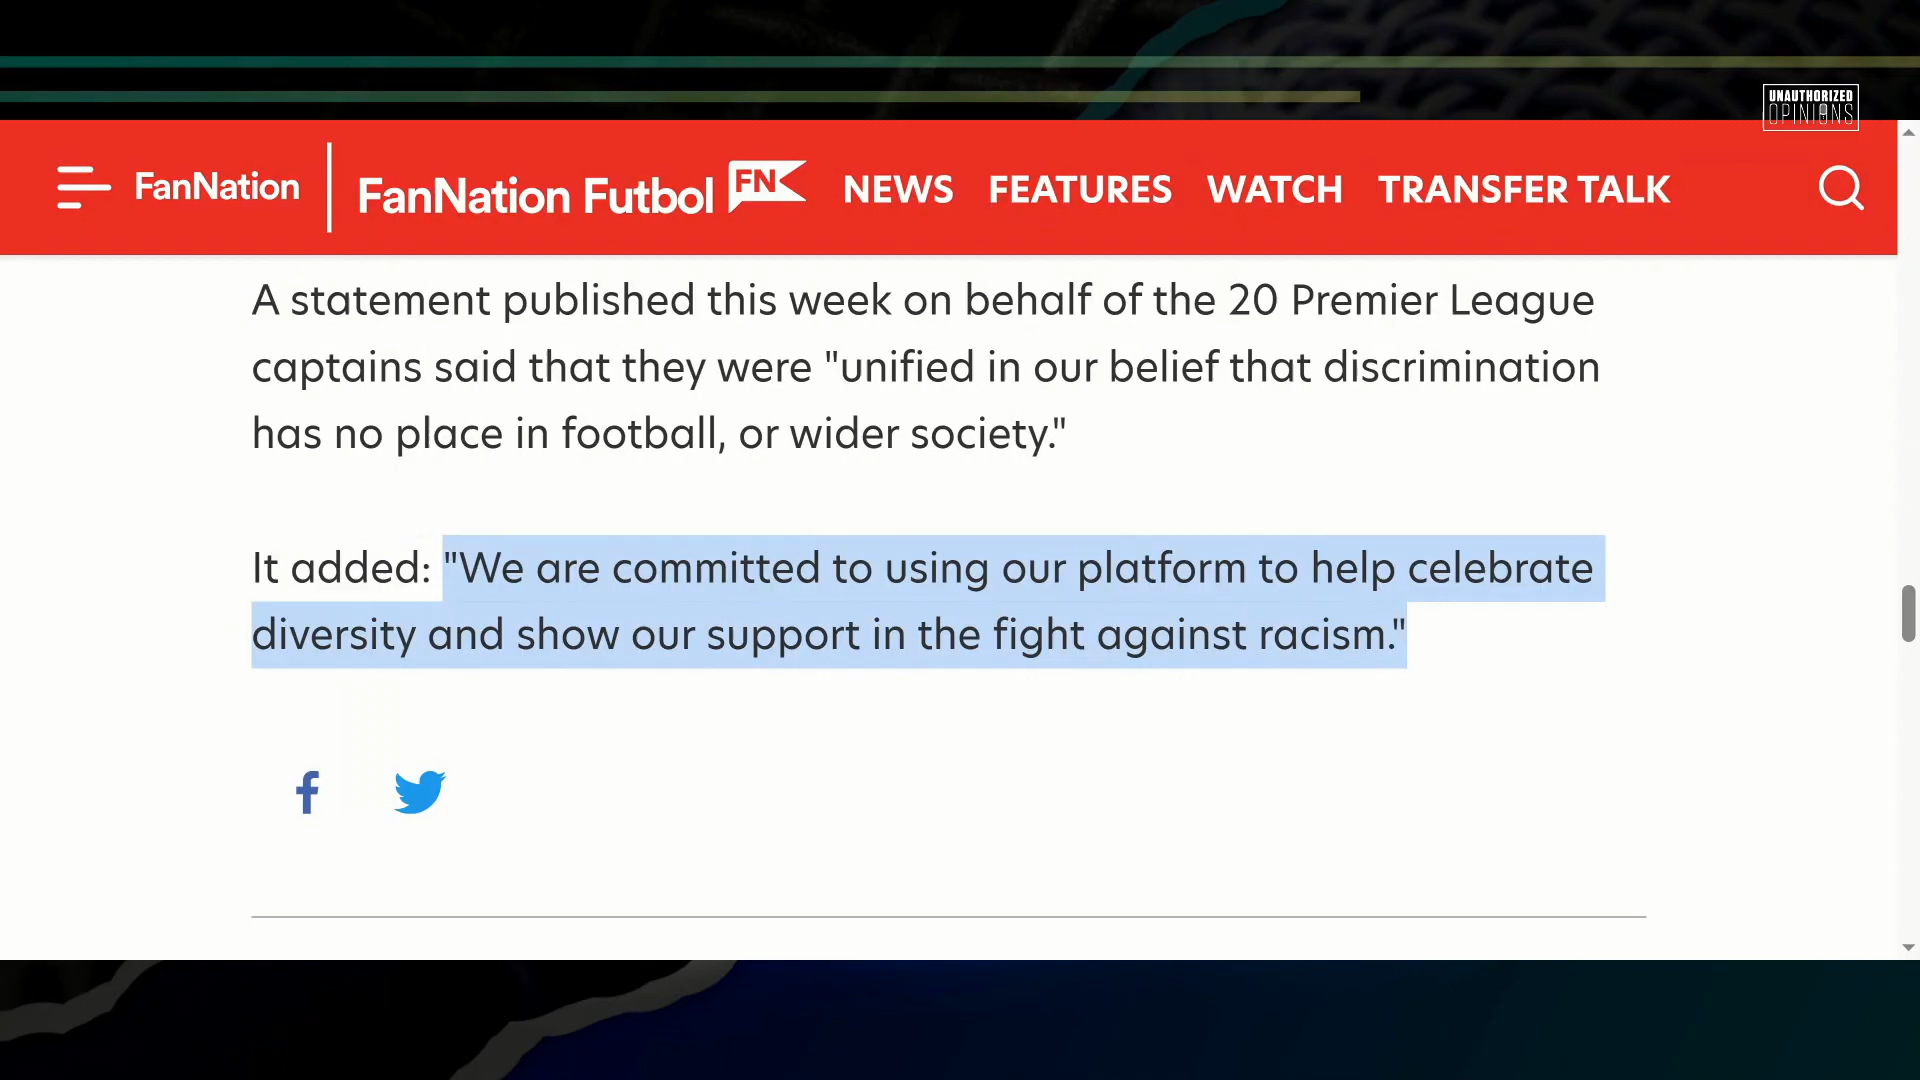 UNAUTHORIZED
OPINIONS
FanNation FanNation Futbol FN NEWS FEATURES WATCH TRANSFER TALK
A statement published this week on behalf of the 20 Premier League
captains said that they were "unified in our belief that discrimination
has no place in football, or wider society."
It added: "We are committed to using our platform to help celebrate
diversity and show our support in the fight against racism."